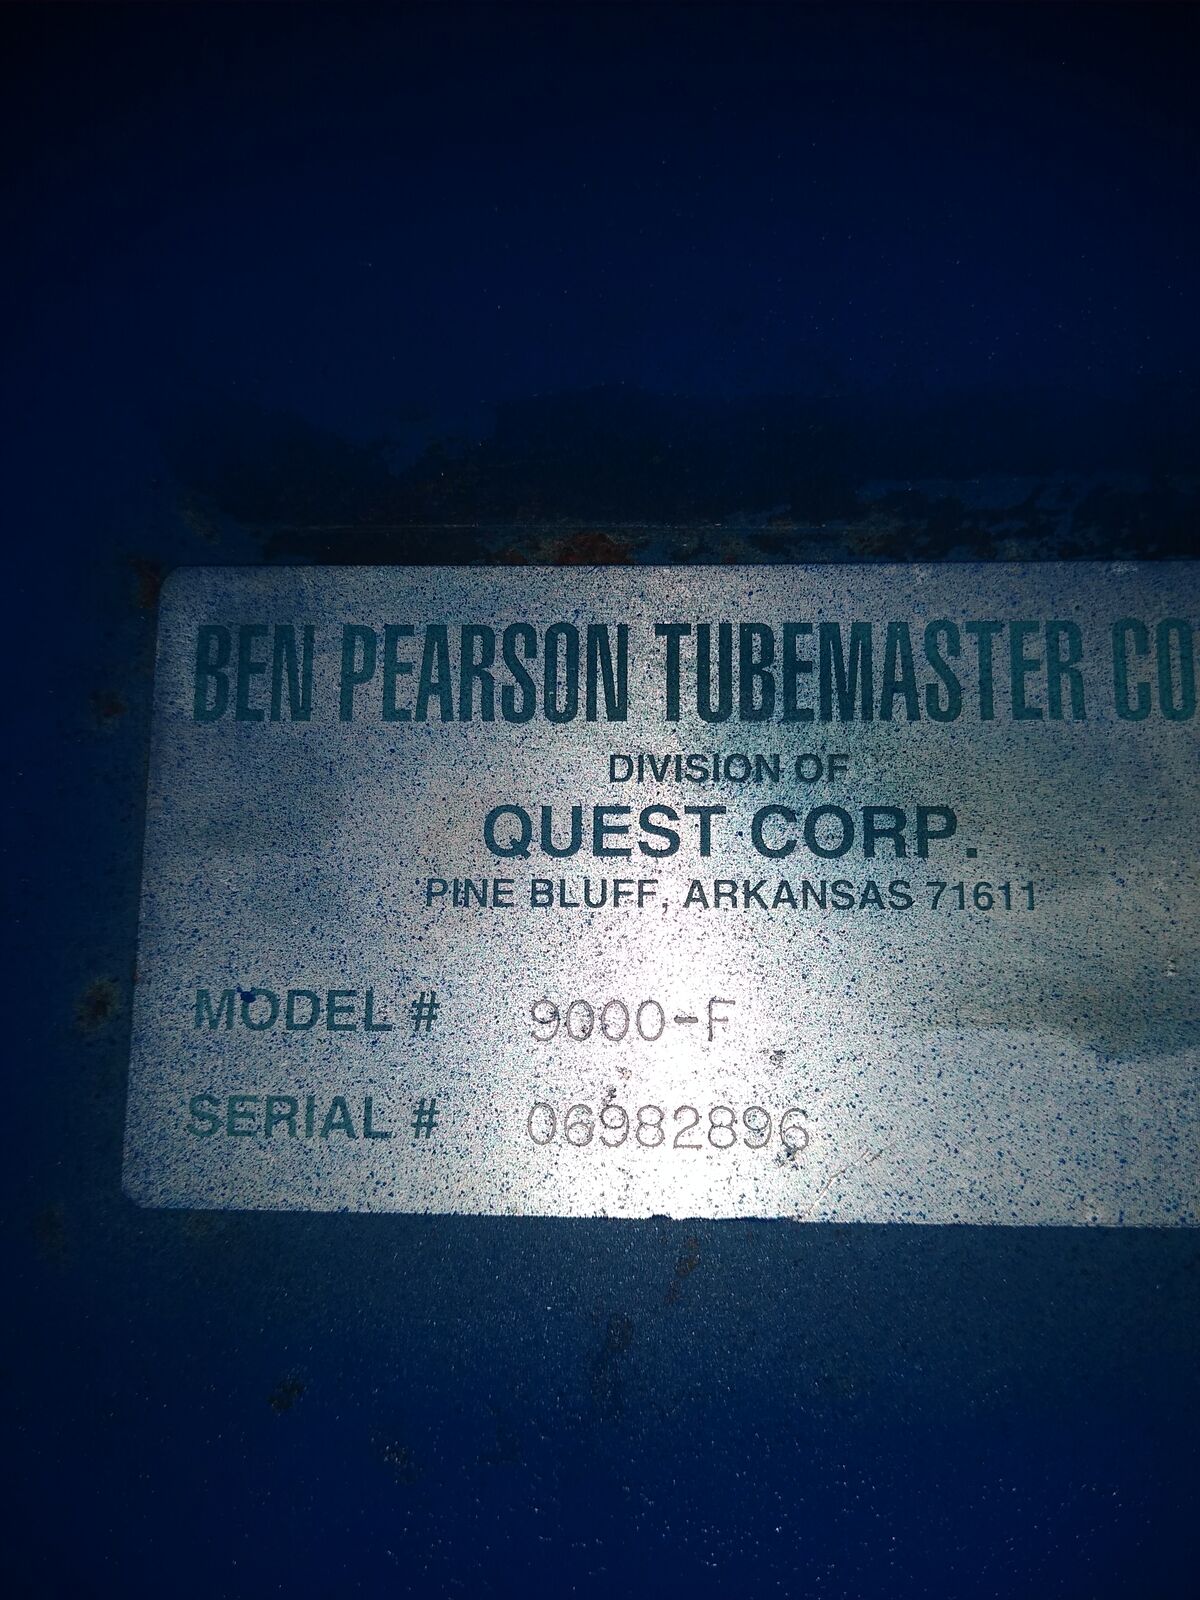 BEN PEARSON TUBEMASTER CO
DIVISION OF
QUEST CORP.
PINE BLUFF, ARKANSAS 71611
MODEL # 9000-F
SERIAL # 06982896